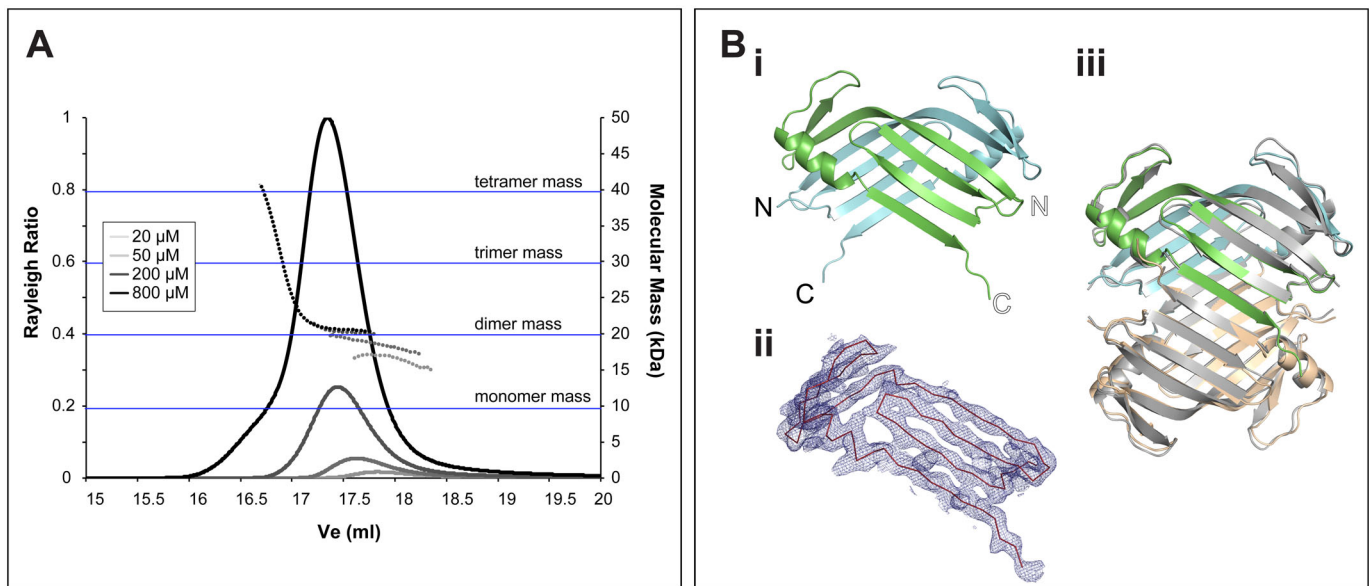 A
Rayleigh Ratio
1
0.8
0.6
0.4
0.2
0
20 µM
50 µM
200 µM
800 µM
tetramer mass
trimer mass
dimer mass
monomer mass
50
45
40
35
30
25
20
15
10
5
0
Molecular Mass (kDa)
15 15.5 16 16.5 17 17.5 18 18.5 19 19.5 20
Ve (ml)
B
i
N
N
C
C
ii
iii